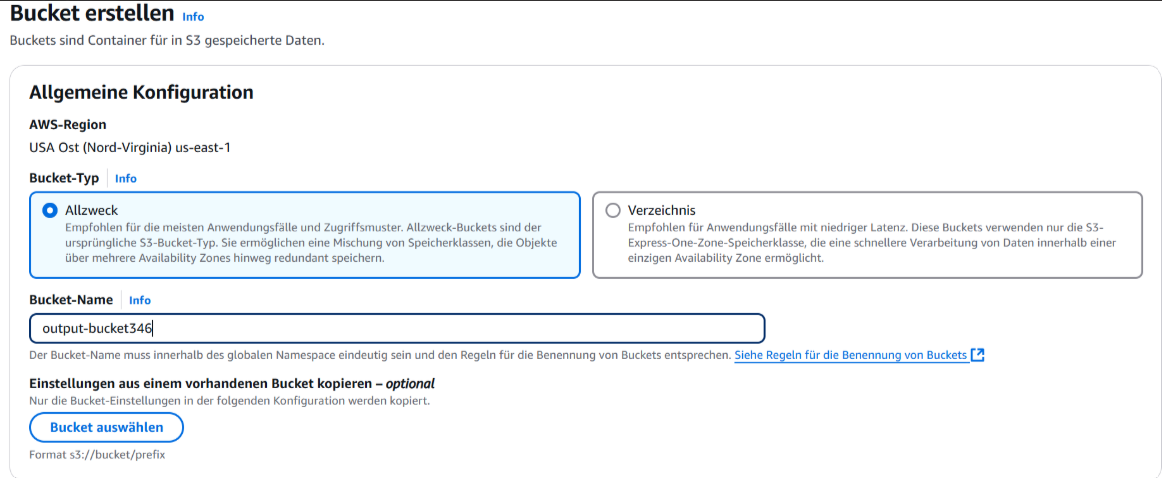 Bucket erstellen Info
Buckets sind Container für in S3 gespeicherte Daten.
Allgemeine Konfiguration
AWS-Region
USA Ost (Nord-Virginia) us-east-1
Bucket-Typ Info
Allzweck
Empfohlen für die meisten Anwendungsfälle und Zugriffsmuster. Allzweck-Buckets sind der
ursprüngliche S3-Bucket-Typ. Sie ermöglichen eine Mischung von Speicherklassen, die Objekte
über mehrere Availability Zones hinweg redundant speichern.
Verzeichnis
Empfohlen für Anwendungsfälle mit niedriger Latenz. Diese Buckets verwenden nur die S3-
Express-One-Zone-Speicherklasse, die eine schnellere Verarbeitung von Daten innerhalb einer
einzigen Availability Zone ermöglicht.
Bucket-Name Info
output-bucket346
Der Bucket-Name muss innerhalb des globalen Namespace eindeutig sein und den Regeln für die Benennung von Buckets entsprechen. Siehe Regeln für die Benennung von Buckets
Einstellungen aus einem vorhandenen Bucket kopieren – optional
Nur die Bucket-Einstellungen in der folgenden Konfiguration werden kopiert.
Bucket auswählen
Format s3://bucket/prefix